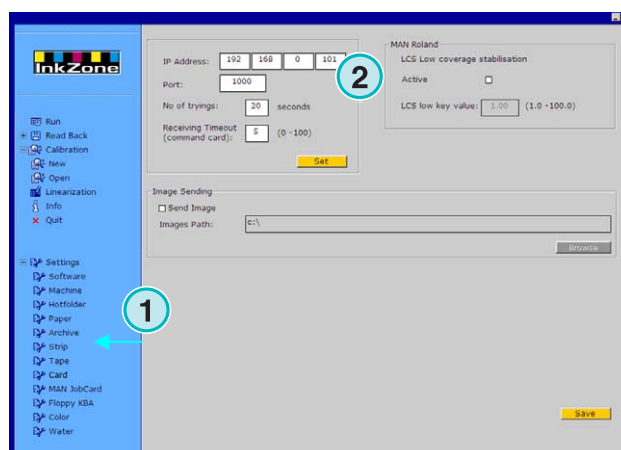 InkZone
Run
Read Back
Calibration
New
Open
Linearization
Info
Quit
Settings
Software
Machine
Hotfolder
Paper
Archive
Strip
Tape
Card
MAN JobCard
Floppy KBA
Color
Water
1
IP Address: 192 168 0 101
Port: 1000
No of tryings: 20 seconds
Receiving Timeout
(command card): 5 (0 -100)
Set
2
MAN Roland
LCS Low coverage stabilisation
Active
LCS low key value: 1.00 (1.0 -100.0)
Image Sending
Send Image
Images Path: c:\
Browse
Save